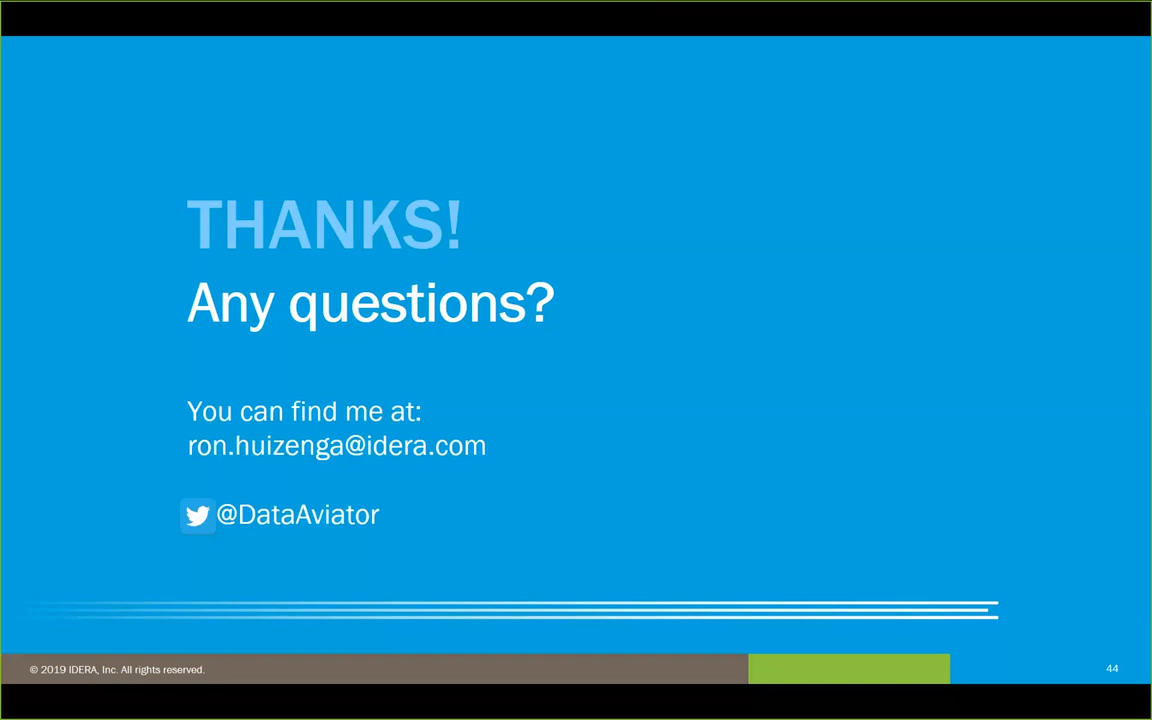 THANKS!
Any questions?
You can find me at:
ron.huizenga@idera.com
@DataAviator
© 2019 IDERA, Inc. All rights reserved.
44